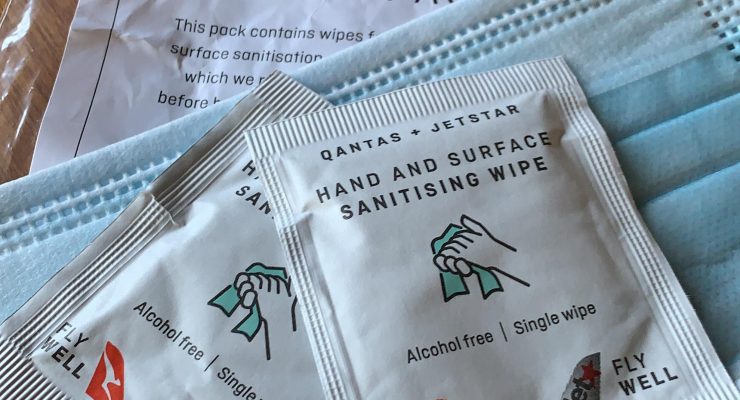 This pack contains wipes
surface sanitisation
which we
before
QANTAS + JETSTAR
HAND AND SURFACE
SANITISING WIPE
Alcohol free | Single wipe
FLY
WELL
Alcohol free | Single
FLY
WELL